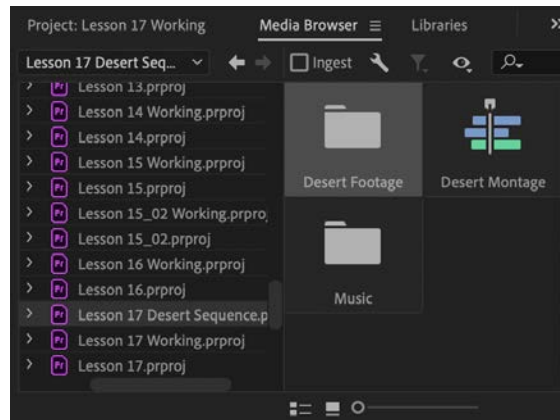 Project: Lesson 17 Working
Media Browser
Libraries
Lesson 17 Desert Seq...
Ingest
Lesson 13.prproj
Lesson 14 Working.prproj
Lesson 14.prproj
Lesson 15 Working.prproj
Lesson 15.prproj
Lesson 15_02 Working.prproj
Lesson 15_02.prproj
Lesson 16 Working.prproj
Lesson 16.prproj
Lesson 17 Desert Sequence.p
Lesson 17 Working.prproj
Lesson 17.prproj
Desert Footage
Desert Montage
Music